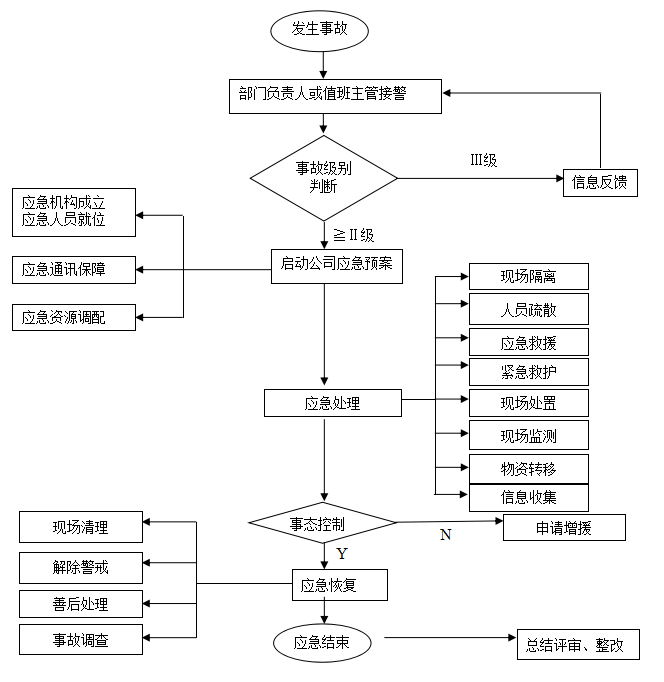 发生事故
部门负责人或值班主管接警
事故级别
判断
Ⅲ级
信息反馈
≧Ⅱ级
应急机构成立
应急人员就位
启动公司应急预案
应急通讯保障
应急资源调配
现场隔离
人员疏散
应急救援
紧急救护
应急处理
现场处置
现场监测
物资转移
信息收集
事态控制
N
申请增援
Y
现场清理
解除警戒
应急恢复
善后处理
事故调查
应急结束
总结评审、整改